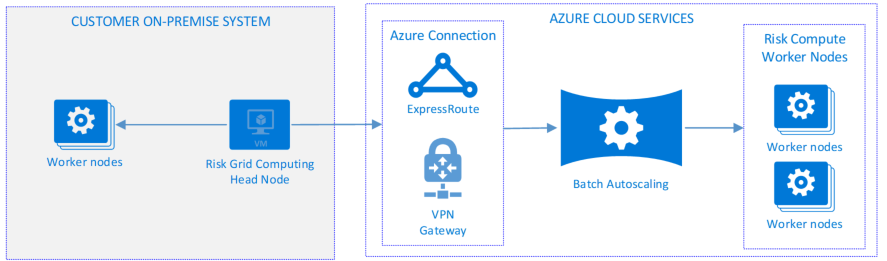 CUSTOMER ON-PREMISE SYSTEM
Worker nodes
VM
Risk Grid Computing
Head Node
AZURE CLOUD SERVICES
Azure Connection
ExpressRoute
VPN
Gateway
Batch Autoscaling
Risk Compute
Worker Nodes
Worker nodes
Worker nodes